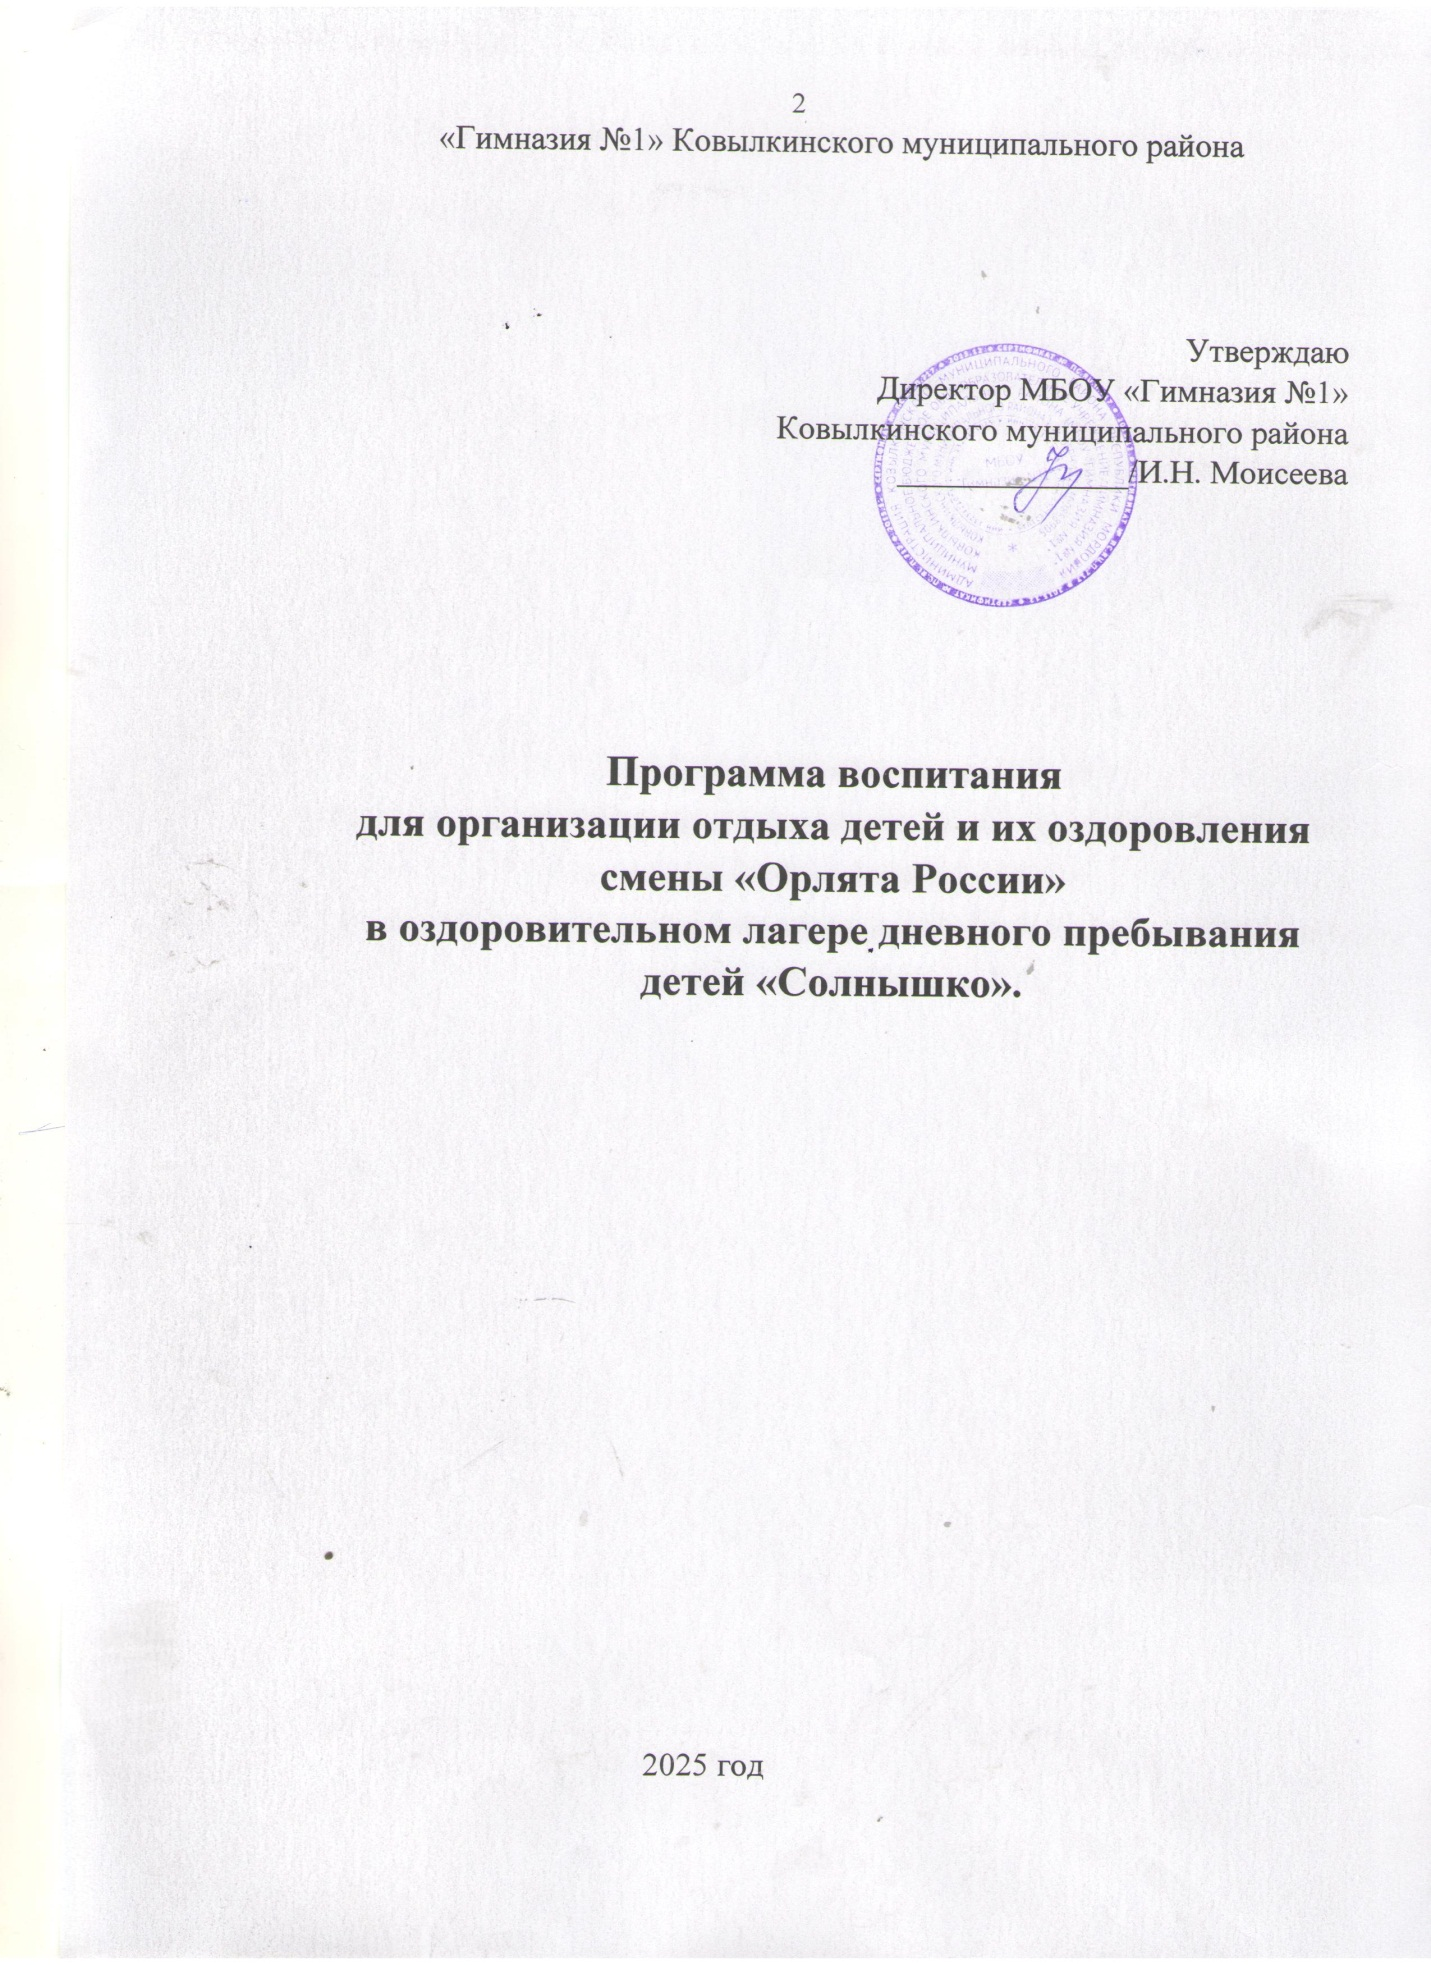 2
«Гимназия №1» Ковылкинского муниципального района
Утверждаю
Директор МБОУ «Гимназия №1»
Ковылкинского муниципального района
/И.Н. Моисеева
Программа воспитания
для организации отдыха детей и их оздоровления
смены «Орлята России»
в оздоровительном лагере дневного пребывания
детей «Солнышко».
2025 год